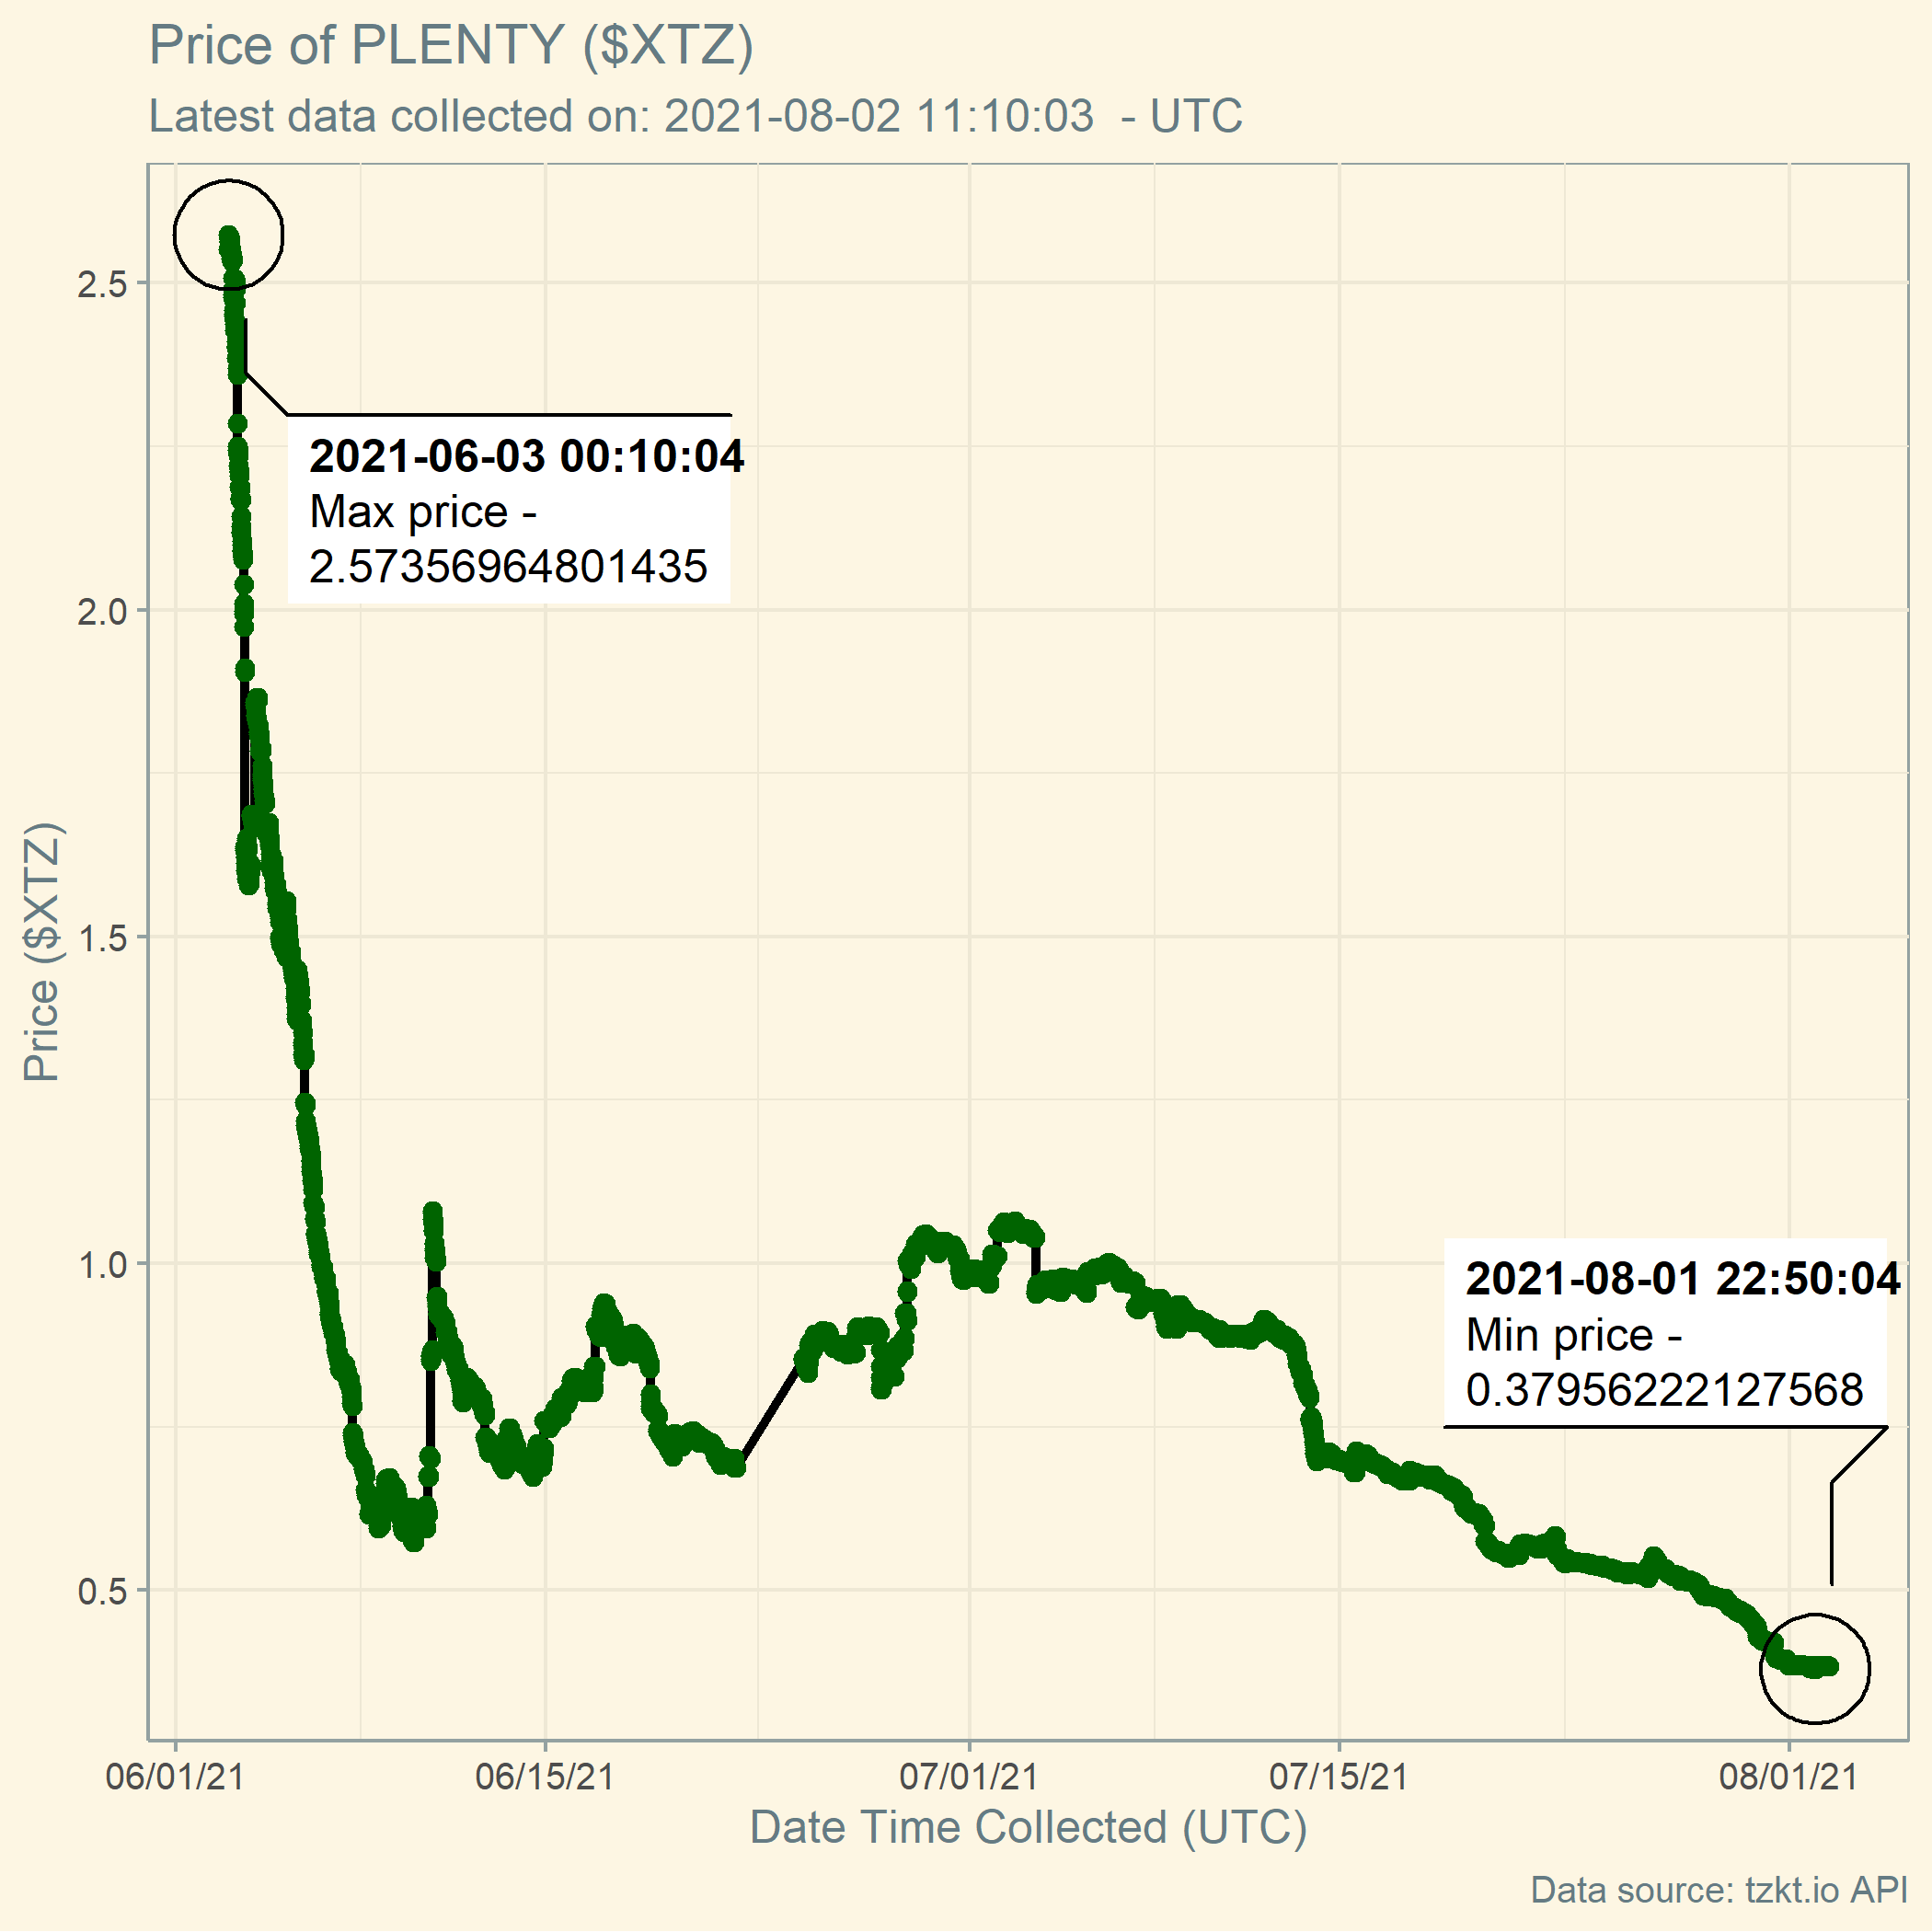 Price of PLENTY ($XTZ)
Latest data collected on: 2021-08-02 11:10:03  - UTC
2.5
2.0
1.5
1.0
0.5
Price ($XTZ)
2021-06-03 00:10:04
Max price -
2.57356964801435
2021-08-01 22:50:04
Min price -
0.37956222127568
06/01/21
06/15/21
07/01/21
07/15/21
08/01/21
Date Time Collected (UTC)
Data source: tzkt.io API